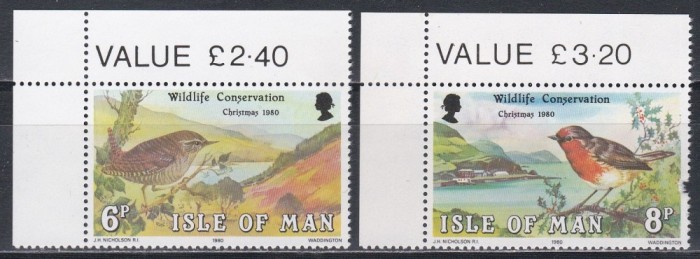 VALUE £2·40
Wildlife Conservation
Christmas 1980
6P ISLE OF MAN
J.H. NICHOLSON R.I. 1980 WADDINGTON
VALUE £3·20
Wildlife Conservation
Christmas 1980
ISLE OF MAN 8P
J.H. NICHOLSON R.I. 1980 WADDINGTON